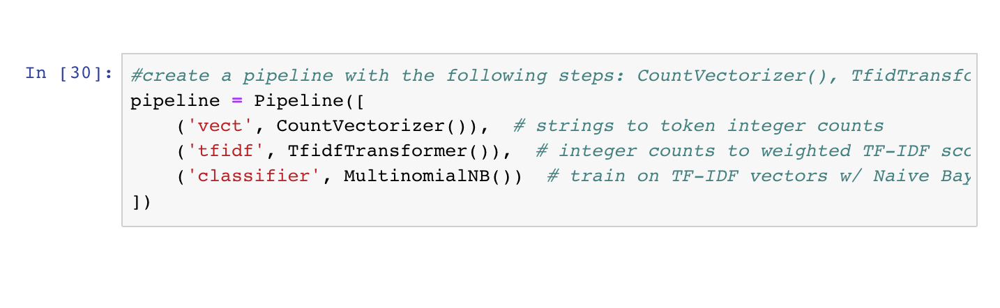 In [30]:
#create a pipeline with the following steps: CountVectorizer(), TfidTransfo
pipeline = Pipeline([
    ('vect', CountVectorizer()),  # strings to token integer counts
    ('tfidf', TfidfTransformer()),  # integer counts to weighted TF-IDF sco
    ('classifier', MultinomialNB())  # train on TF-IDF vectors w/ Naive Bay
])